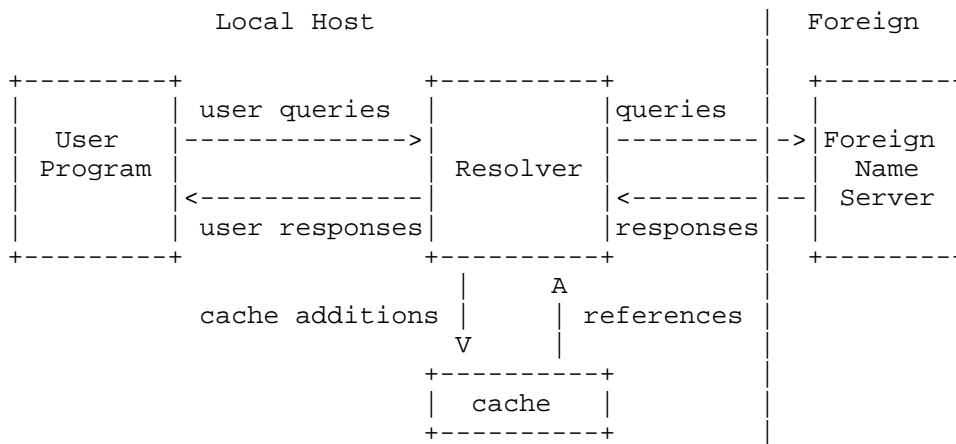 Local Host | Foreign
|
+---------+ +----------+ | +--------+
| | user queries | |queries | | |
| User |-------------->| |---------|->|Foreign
| Program | | Resolver | | | Name
| |<--------------| |<--------|--| Server
| | user responses| |responses| | |
+---------+ +----------+ | +--------+
| A |
cache additions | | references |
V | |
+----------+ |
| cache | |
+----------+ |